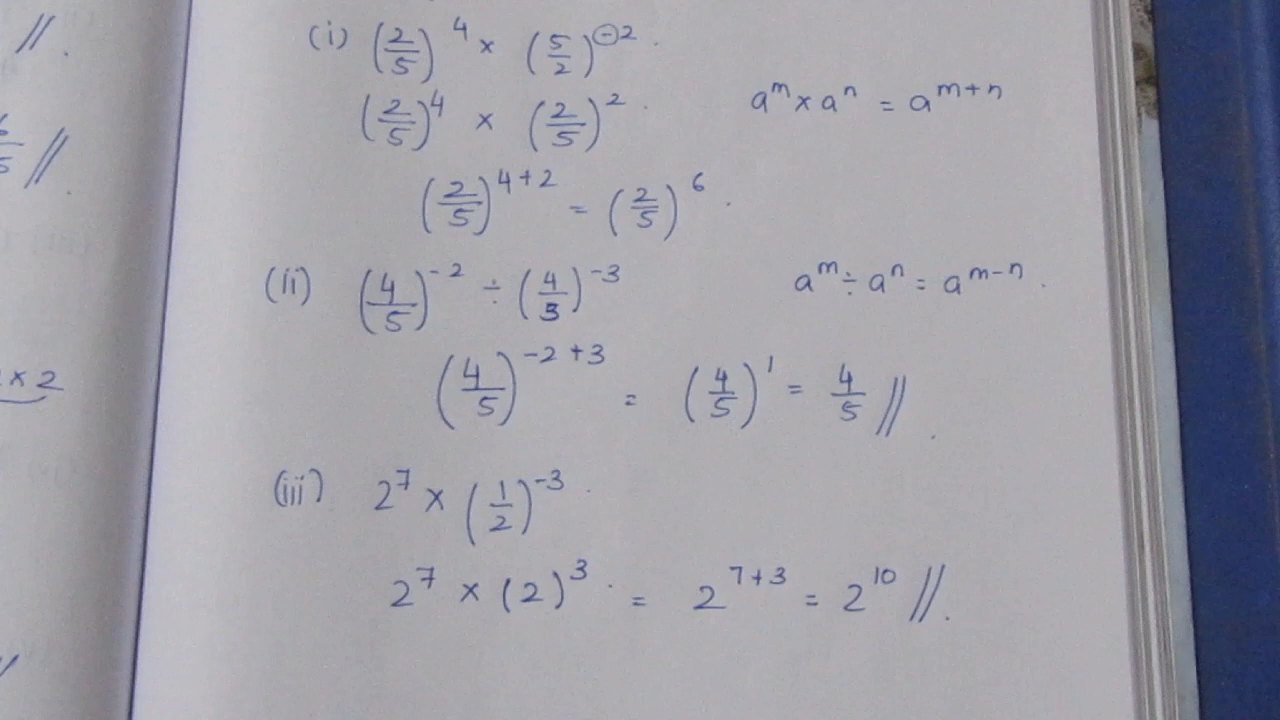 //.
(i) (2/5)^4 × (5/2)^-2 .
(2/5)^4 × (2/5)^2 . a^m × a^n = a^(m+n)
5 //.
(2/5)^(4+2) = (2/5)^6 .
(ii) (4/5)^-2 ÷ (4/3)^-3 a^m ÷ a^n = a^(m-n) .
× 2
(4/5)^(-2+3) = (4/5)^1 = 4/5 // .
(iii) 2^7 × (1/2)^-3 .
2^7 × (2)^3 . = 2^(7+3) = 2^10 //.